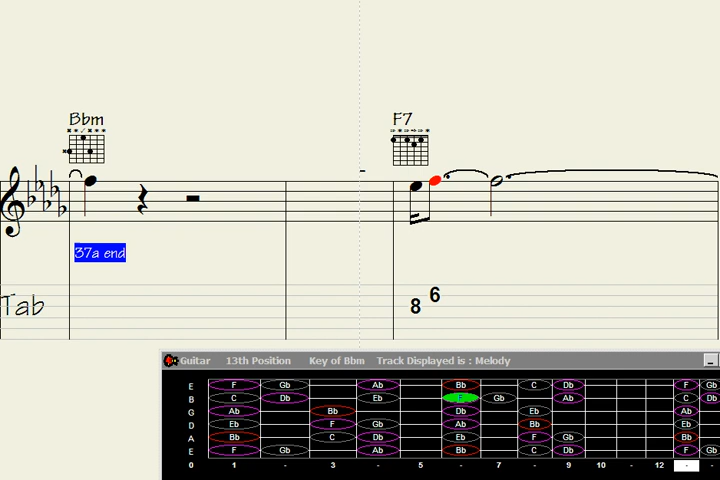 Bbm F7
37a end
Tab
8 6
Guitar 13th Position Key of Bbm Track Displayed is : Melody
E F Gb Ab Bb C Db F Gb
B C Db Eb F Gb Ab Bb C Db
G Ab Bb Db Eb Ab
D Eb F Gb Ab Bb C Eb
A Bb C Db Eb F Gb Bb
E F Gb Ab Bb C Db F Gb
0 1 - 3 - 5 - 7 - 9 10 - 12 - -